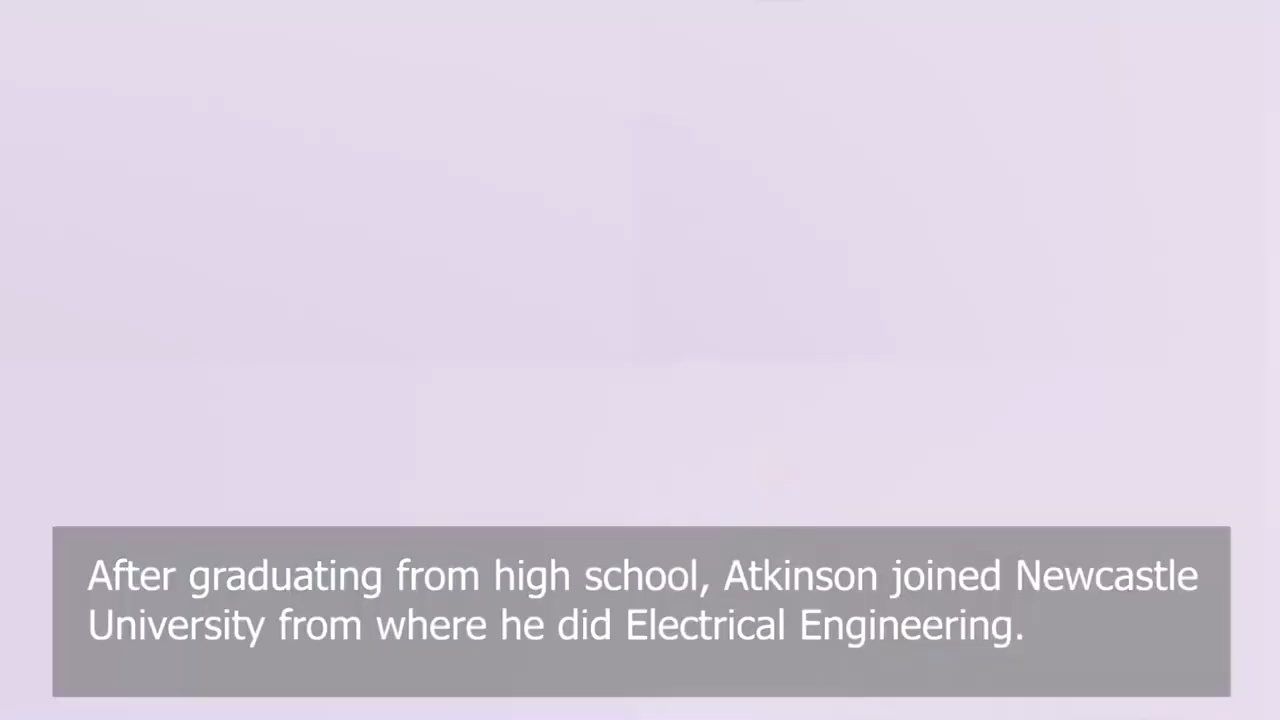 After graduating from high school, Atkinson joined Newcastle
University from where he did Electrical Engineering.